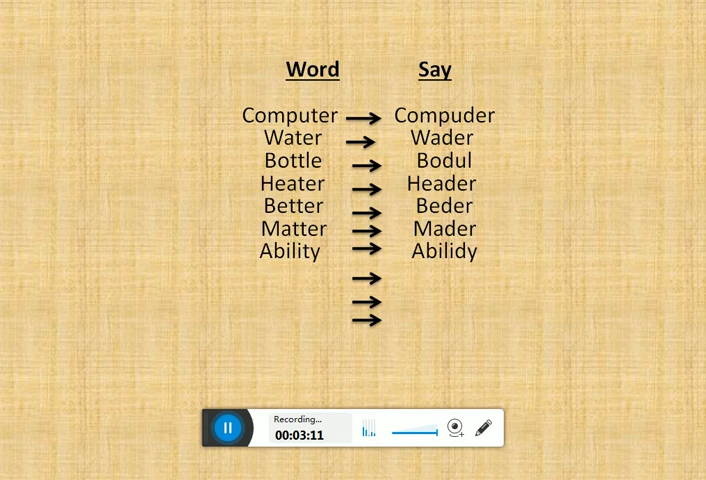 Word Say
Computer Compuder
Water Wader
Bottle Bodul
Heater Header
Better Beder
Matter Mader
Ability Abilidy
Recording...
00:03:11